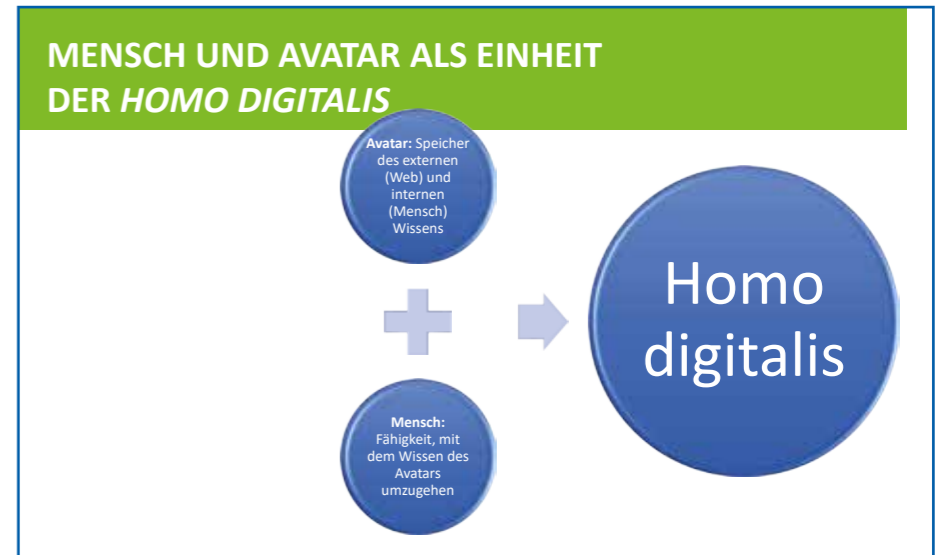 MENSCH UND AVATAR ALS EINHEIT
DER HOMO DIGITALIS
Avatar: Speicher
des externen
(Web) und
internen
(Mensch)
Wissens
Mensch:
Fähigkeit, mit
dem Wissen des
Avatars
umzugehen
Homo
digitalis